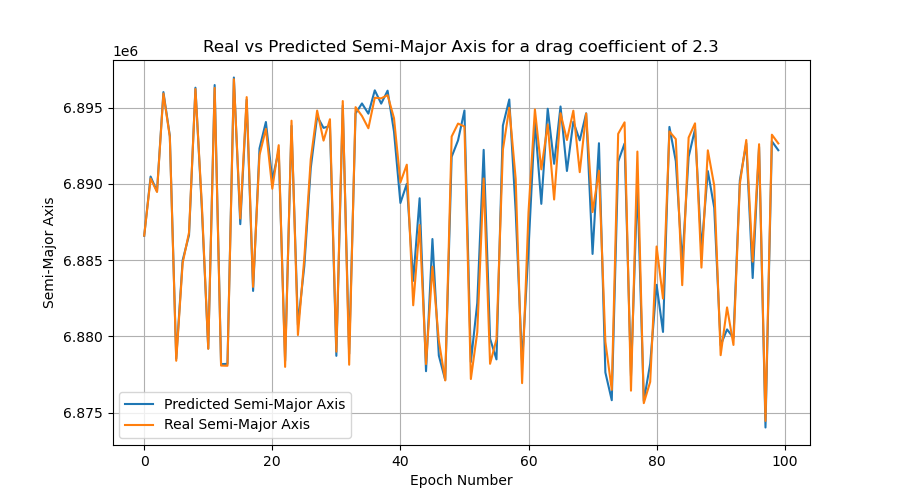 Real vs Predicted Semi-Major Axis for a drag coefficient of 2.3
1e6
6.895
6.890
6.885
6.880
6.875
Semi-Major Axis
Predicted Semi-Major Axis
Real Semi-Major Axis
0 20 40 60 80 100
Epoch Number